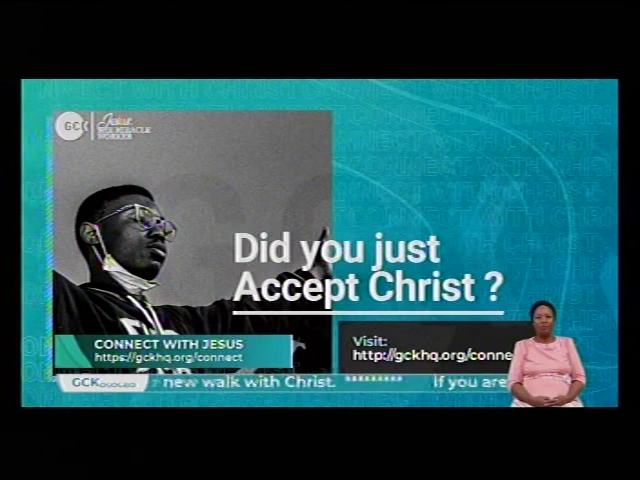 GCK
Jesus
THE MIRACLE
WORKER
Did you just
Accept Christ ?
CONNECT WITH JESUS
https://gckhq.org/connect
Visit:
http://gckhq.org/conne
GCK OSOGBO
new walk with Christ.
If you are